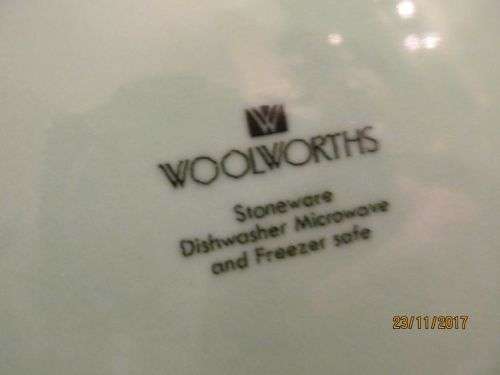 W
WOOLWORTHS
Stoneware
Dishwasher Microwave
and Freezer safe
23/11/2017